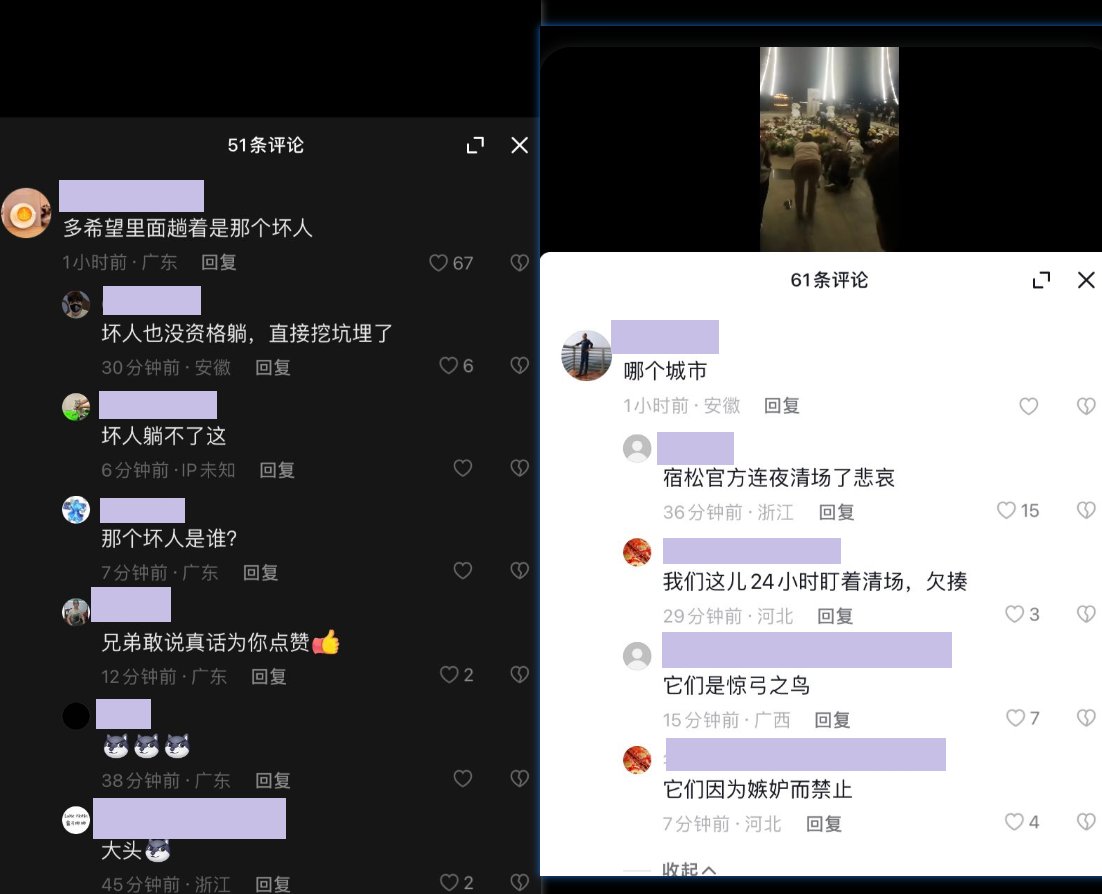 51条评论
多希望里面趟着是那个坏人
1小时前·广东 回复 67
坏人也没资格躺，直接挖坑埋了
30分钟前·安徽 回复 6
坏人躺不了这
6分钟前·IP未知 回复
那个坏人是谁?
7分钟前·广东 回复
兄弟敢说真话为你点赞👍
12分钟前·广东 回复 2
38分钟前·广东 回复
大头
45分钟前·浙江 回复 2
61条评论
哪个城市
1小时前·安徽 回复
宿松官方连夜清场了悲哀
36分钟前·浙江 回复 15
我们这儿24小时盯着清场，欠揍
29分钟前·河北 回复 3
它们是惊弓之鸟
15分钟前·广西 回复 7
它们因为嫉妒而禁止
7分钟前·河北 回复 4
收起